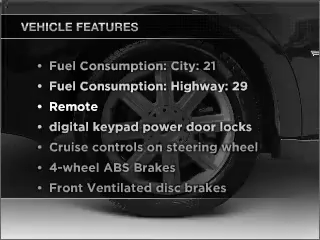 VEHICLE FEATURES
• Fuel Consumption: City: 21
• Fuel Consumption: Highway: 29
• Remote
• digital keypad power door locks
• Cruise controls on steering wheel
• 4-wheel ABS Brakes
• Front Ventilated disc brakes